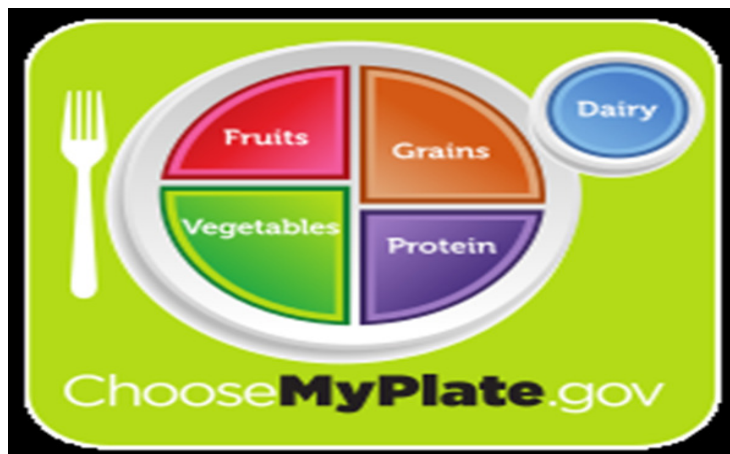 Dairy
Fruits
Grains
Vegetables
Protein
ChooseMyPlate.gov